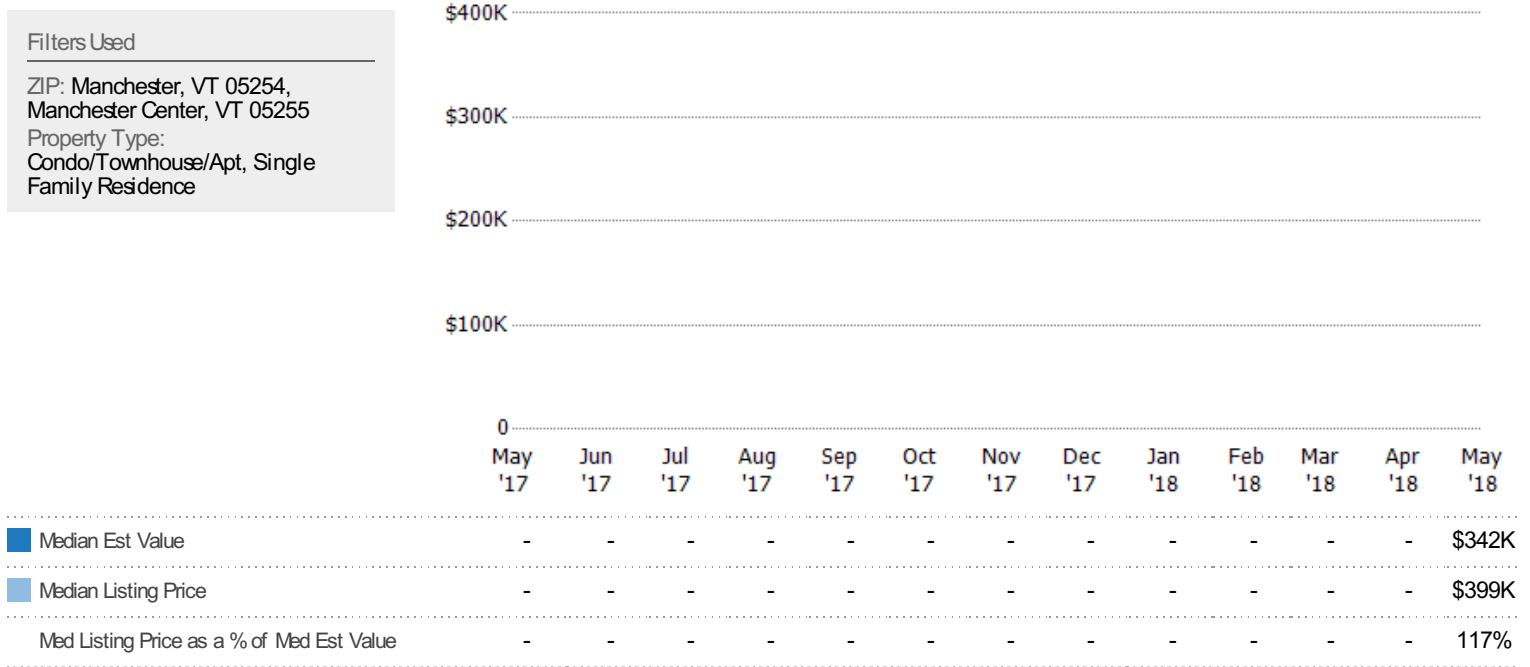 Filters Used
ZIP: Manchester, VT 05254,
Manchester Center, VT 05255
Property Type:
Condo/Townhouse/Apt, Single
Family Residence
$400K
$300K
$200K
$100K
0
May Jun Jul Aug Sep Oct Nov Dec Jan Feb Mar Apr May
'17 '17 '17 '17 '17 '17 '17 '17 '18 '18 '18 '18 '18
Median Est Value - - - - - - - - - - - - $342K
Median Listing Price - - - - - - - - - - - - $399K
Med Listing Price as a % of Med Est Value - - - - - - - - - - - - 117%